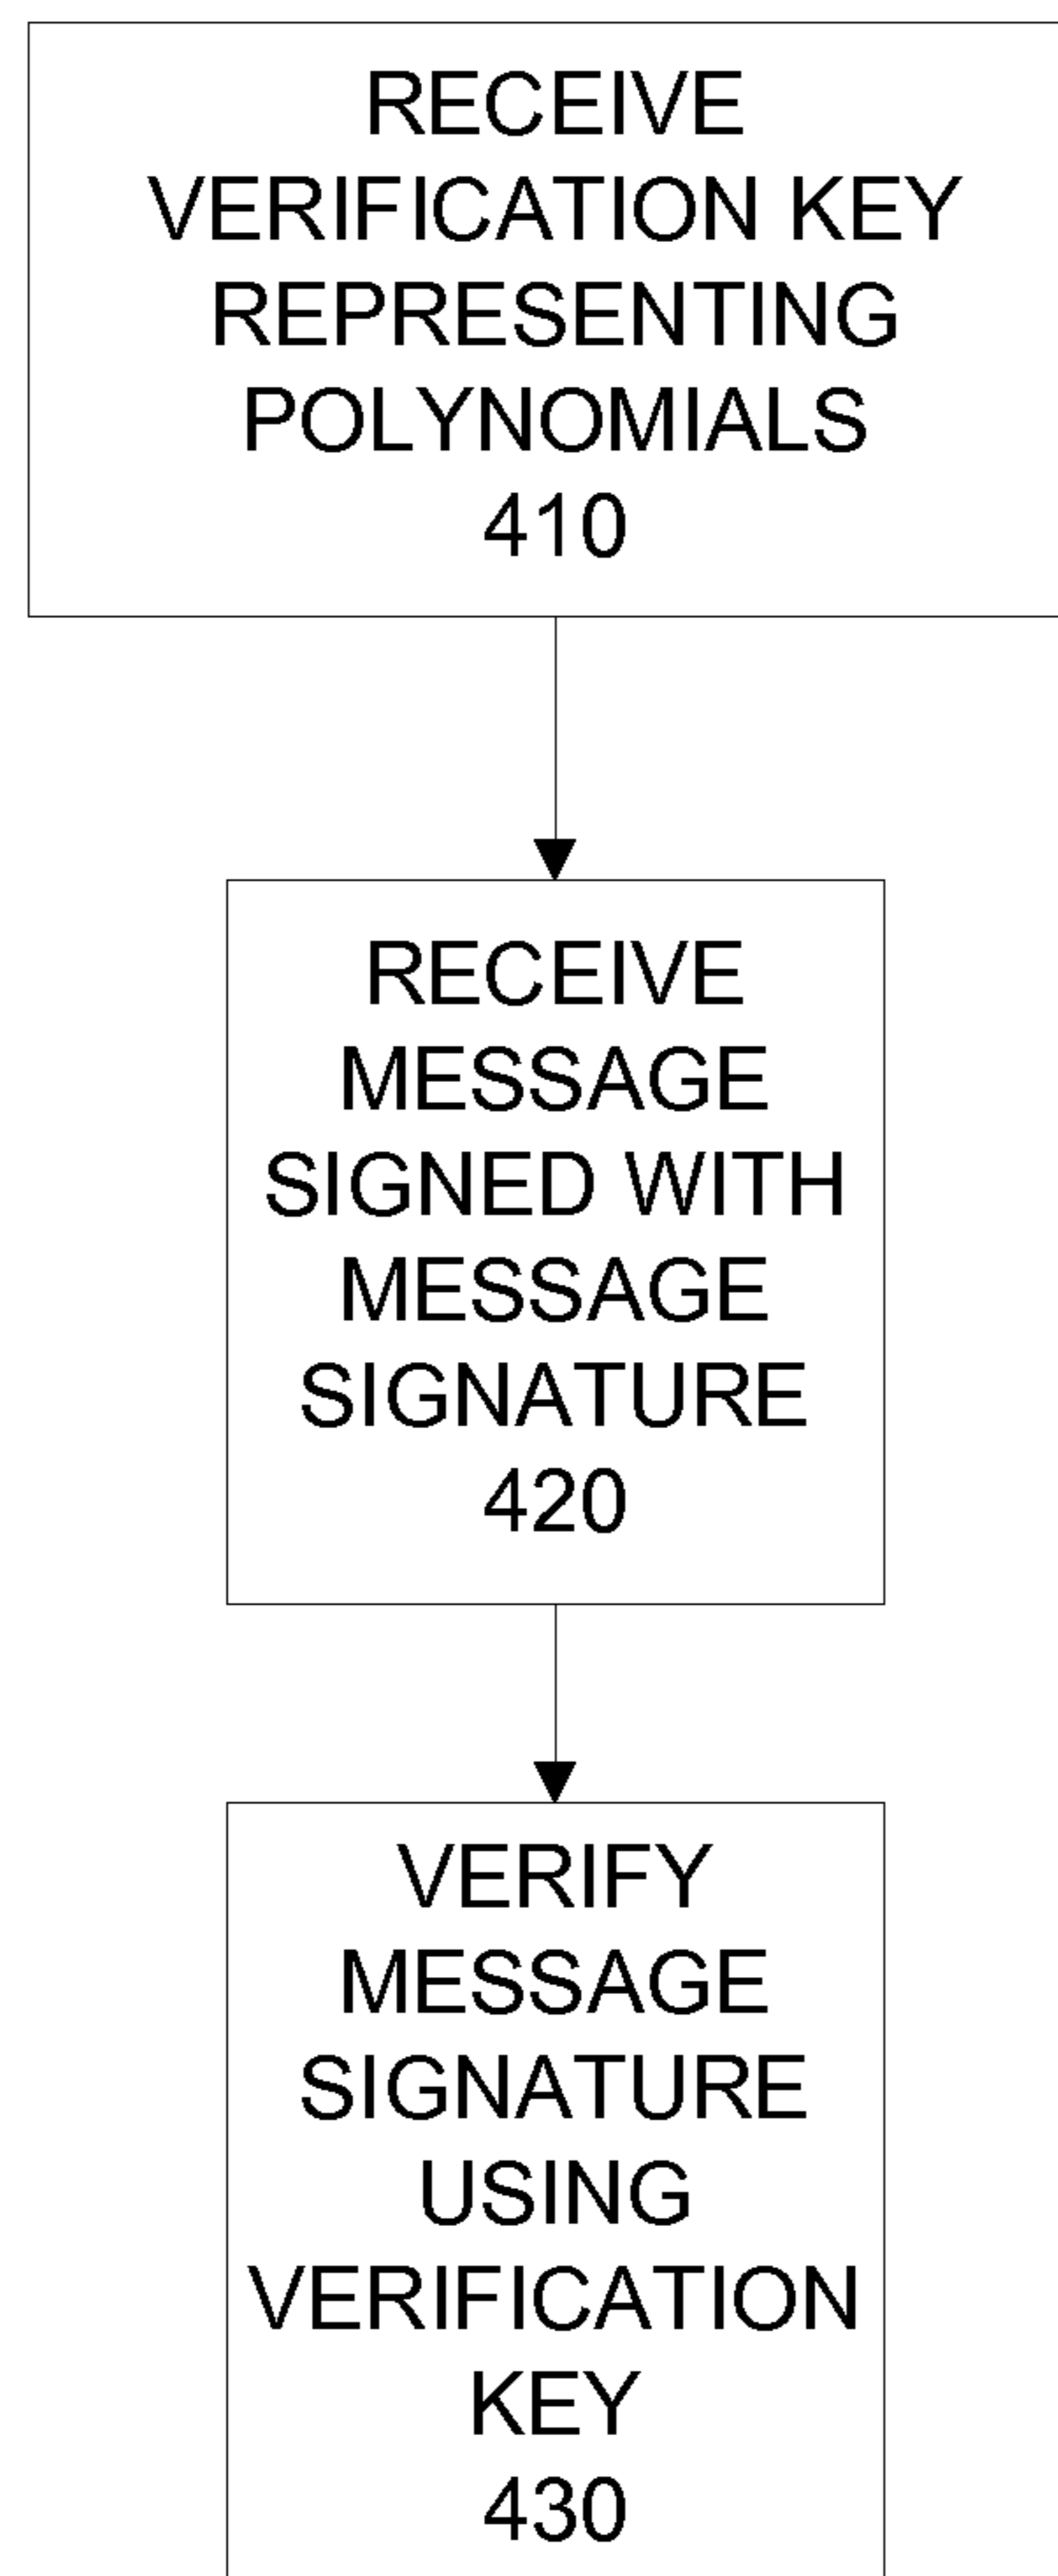 RECEIVE
VERIFICATION KEY
REPRESENTING
POLYNOMIALS
410
RECEIVE
MESSAGE
SIGNED WITH
MESSAGE
SIGNATURE
420
VERIFY
MESSAGE
SIGNATURE
USING
VERIFICATION
KEY
430